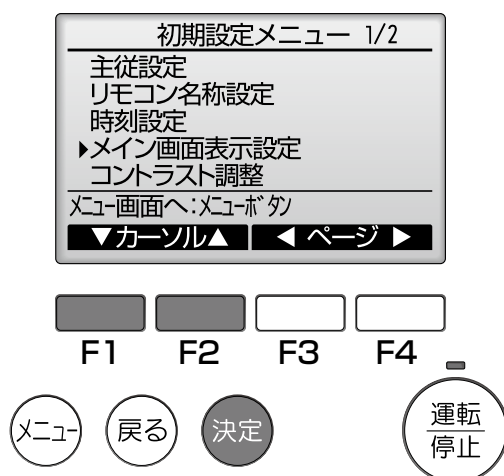 初期設定メニュー 1/2
主従設定
リモコン名称設定
時刻設定
▶メイン画面表示設定
コントラスト調整
メニュー画面へ:メニューボタン
▼カーソル▲ ◀ ページ ▶
F1 F2 F3 F4
メニュー 戻る 決定 運転
停止